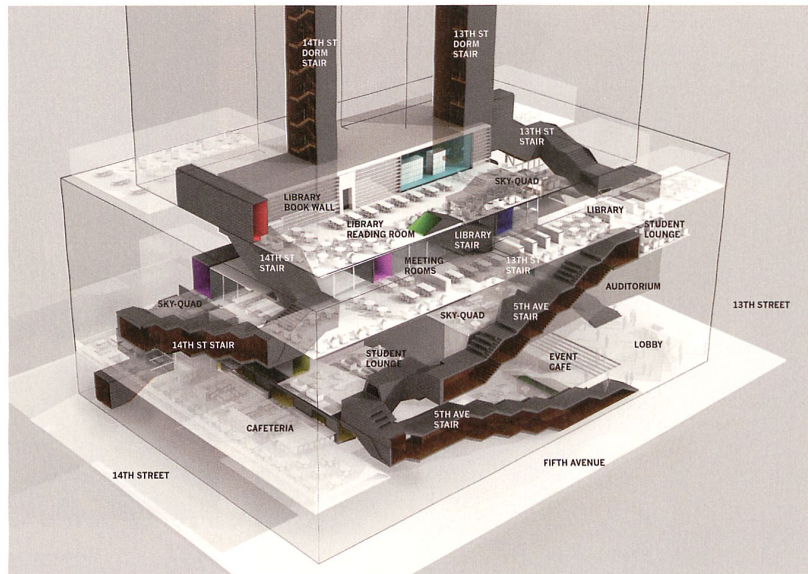 14TH ST
DORM
STAIR
13TH ST
DORM
STAIR
13TH ST
STAIR
SKY-QUAD
LIBRARY
BOOK WALL
LIBRARY
READING ROOM
LIBRARY
STAIR
LIBRARY
STUDENT
LOUNGE
14TH ST
STAIR
MEETING
ROOMS
13TH ST
STAIR
AUDITORIUM
SKY-QUAD
SKY-QUAD
5TH AVE
STAIR
13TH STREET
14TH ST STAIR
STUDENT
LOUNGE
EVENT
CAFE
LOBBY
CAFETERIA
5TH AVE
STAIR
14TH STREET
FIFTH AVENUE